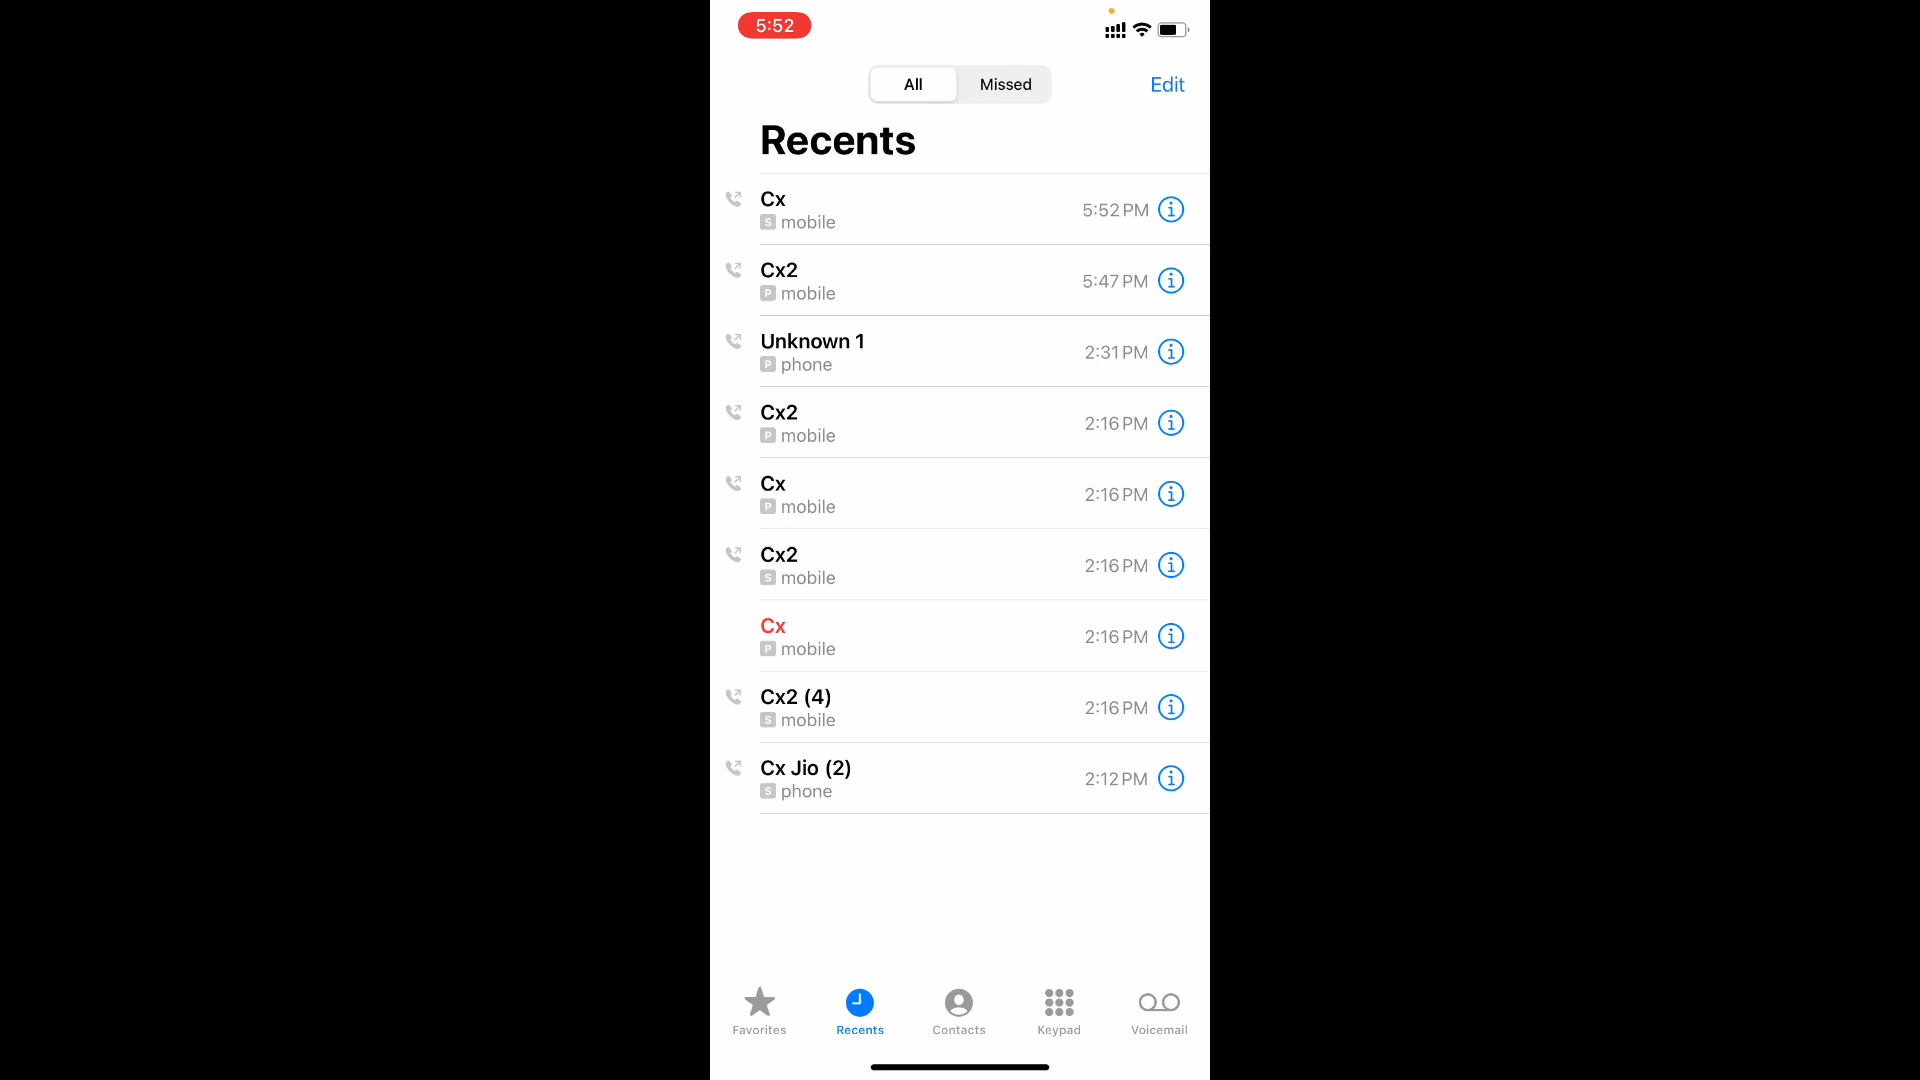 5:52
All
Missed
Edit
Recents
Cx
S mobile
5:52 PM
Cx2
P mobile
5:47 PM
Unknown 1
P phone
2:31 PM
Cx2
P mobile
2:16 PM
Cx
P mobile
2:16 PM
Cx2
S mobile
2:16 PM
Cx
P mobile
2:16 PM
Cx2 (4)
S mobile
2:16 PM
Cx Jio (2)
S phone
2:12 PM
Favorites
Recents
Contacts
Keypad
Voicemail